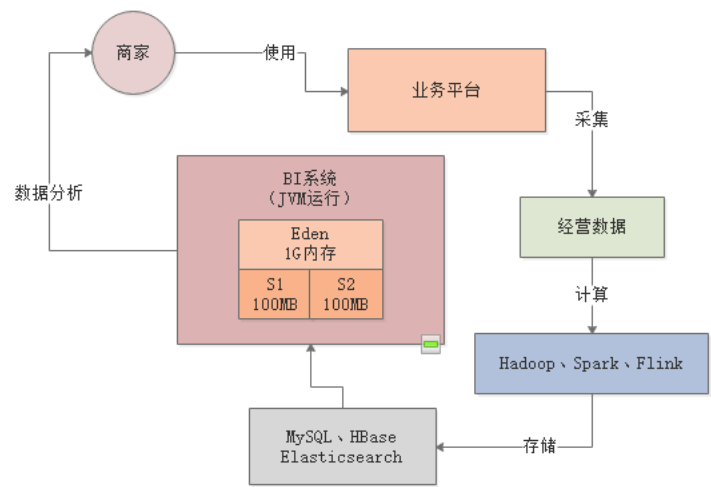 商家
使用
业务平台
采集
数据分析
BI系统
（JVM运行）
Eden
1G内存
S1
100MB
S2
100MB
经营数据
计算
Hadoop、Spark、Flink
存储
MySQL、HBase
Elasticsearch